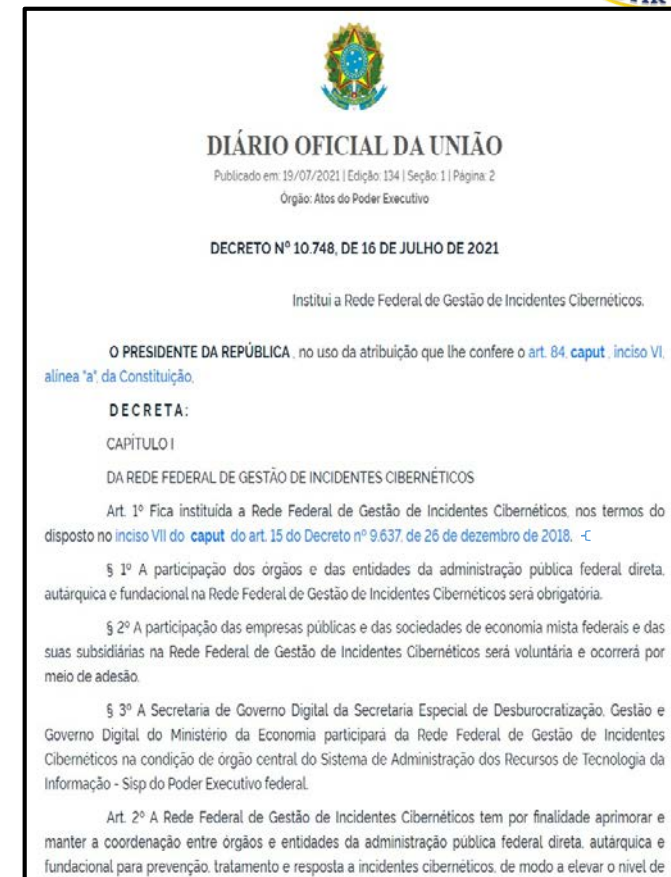 DIÁRIO OFICIAL DA UNIÃO
Publicado em: 19/07/2021 | Edição: 134 | Seção: 1 | Página: 2
Órgão: Atos do Poder Executivo
DECRETO Nº 10.748, DE 16 DE JULHO DE 2021
Institui a Rede Federal de Gestão de Incidentes Cibernéticos.
O PRESIDENTE DA REPÚBLICA , no uso da atribuição que lhe confere o art. 84, caput , inciso VI,
alínea "a", da Constituição,
D E C R E T A :
CAPÍTULO I
DA REDE FEDERAL DE GESTÃO DE INCIDENTES CIBERNÉTICOS
Art. 1º Fica instituída a Rede Federal de Gestão de Incidentes Cibernéticos, nos termos do
disposto no inciso VII do caput do art. 15 do Decreto nº 9.637, de 26 de dezembro de 2018.
§ 1º A participação dos órgãos e das entidades da administração pública federal direta,
autárquica e fundacional na Rede Federal de Gestão de Incidentes Cibernéticos será obrigatória.
§ 2º A participação das empresas públicas e das sociedades de economia mista federais e das
suas subsidiárias na Rede Federal de Gestão de Incidentes Cibernéticos será voluntária e ocorrerá por
meio de adesão.
§ 3º A Secretaria de Governo Digital da Secretaria Especial de Desburocratização, Gestão e
Governo Digital do Ministério da Economia participará da Rede Federal de Gestão de Incidentes
Cibernéticos na condição de órgão central do Sistema de Administração dos Recursos de Tecnologia da
Informação - Sisp do Poder Executivo federal.
Art. 2º A Rede Federal de Gestão de Incidentes Cibernéticos tem por finalidade aprimorar e
manter a coordenação entre órgãos e entidades da administração pública federal direta, autárquica e
fundacional para prevenção, tratamento e resposta a incidentes cibernéticos, de modo a elevar o nível de